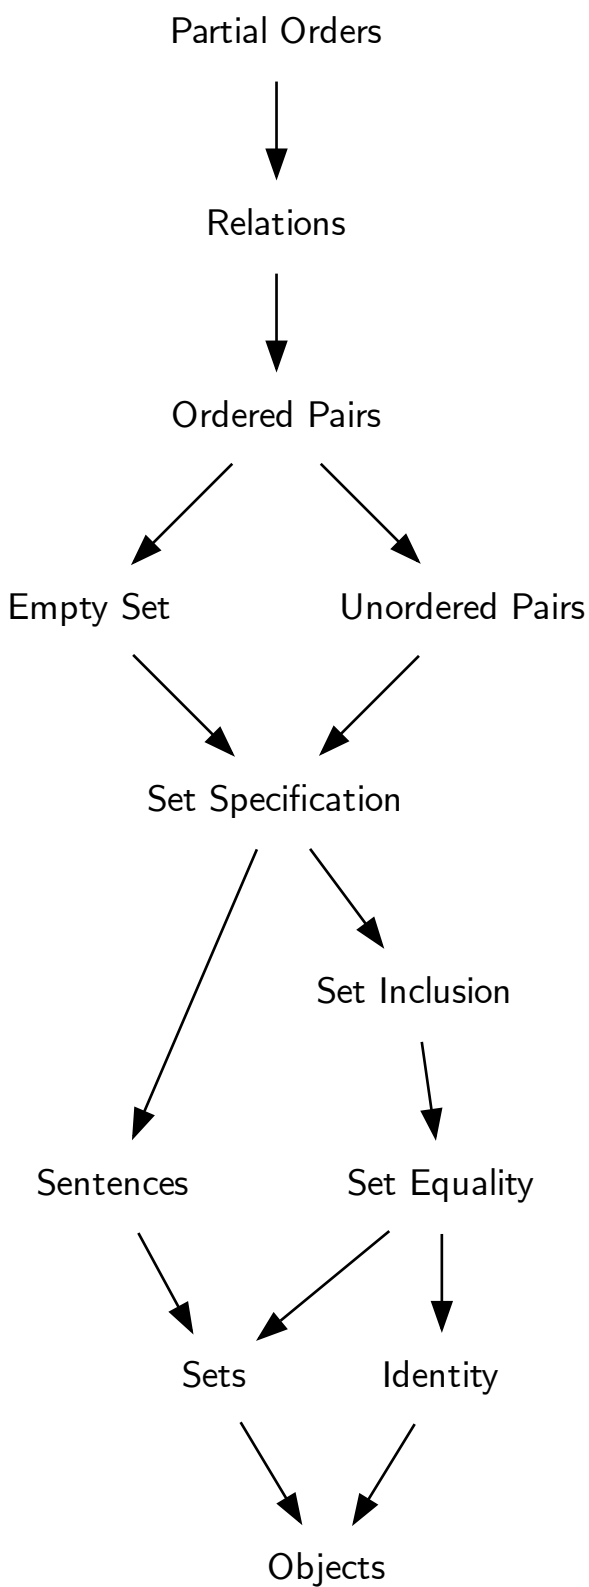 Partial Orders
Relations
Ordered Pairs
Empty Set
Unordered Pairs
Set Specification
Set Inclusion
Sentences
Set Equality
Sets
Identity
Objects